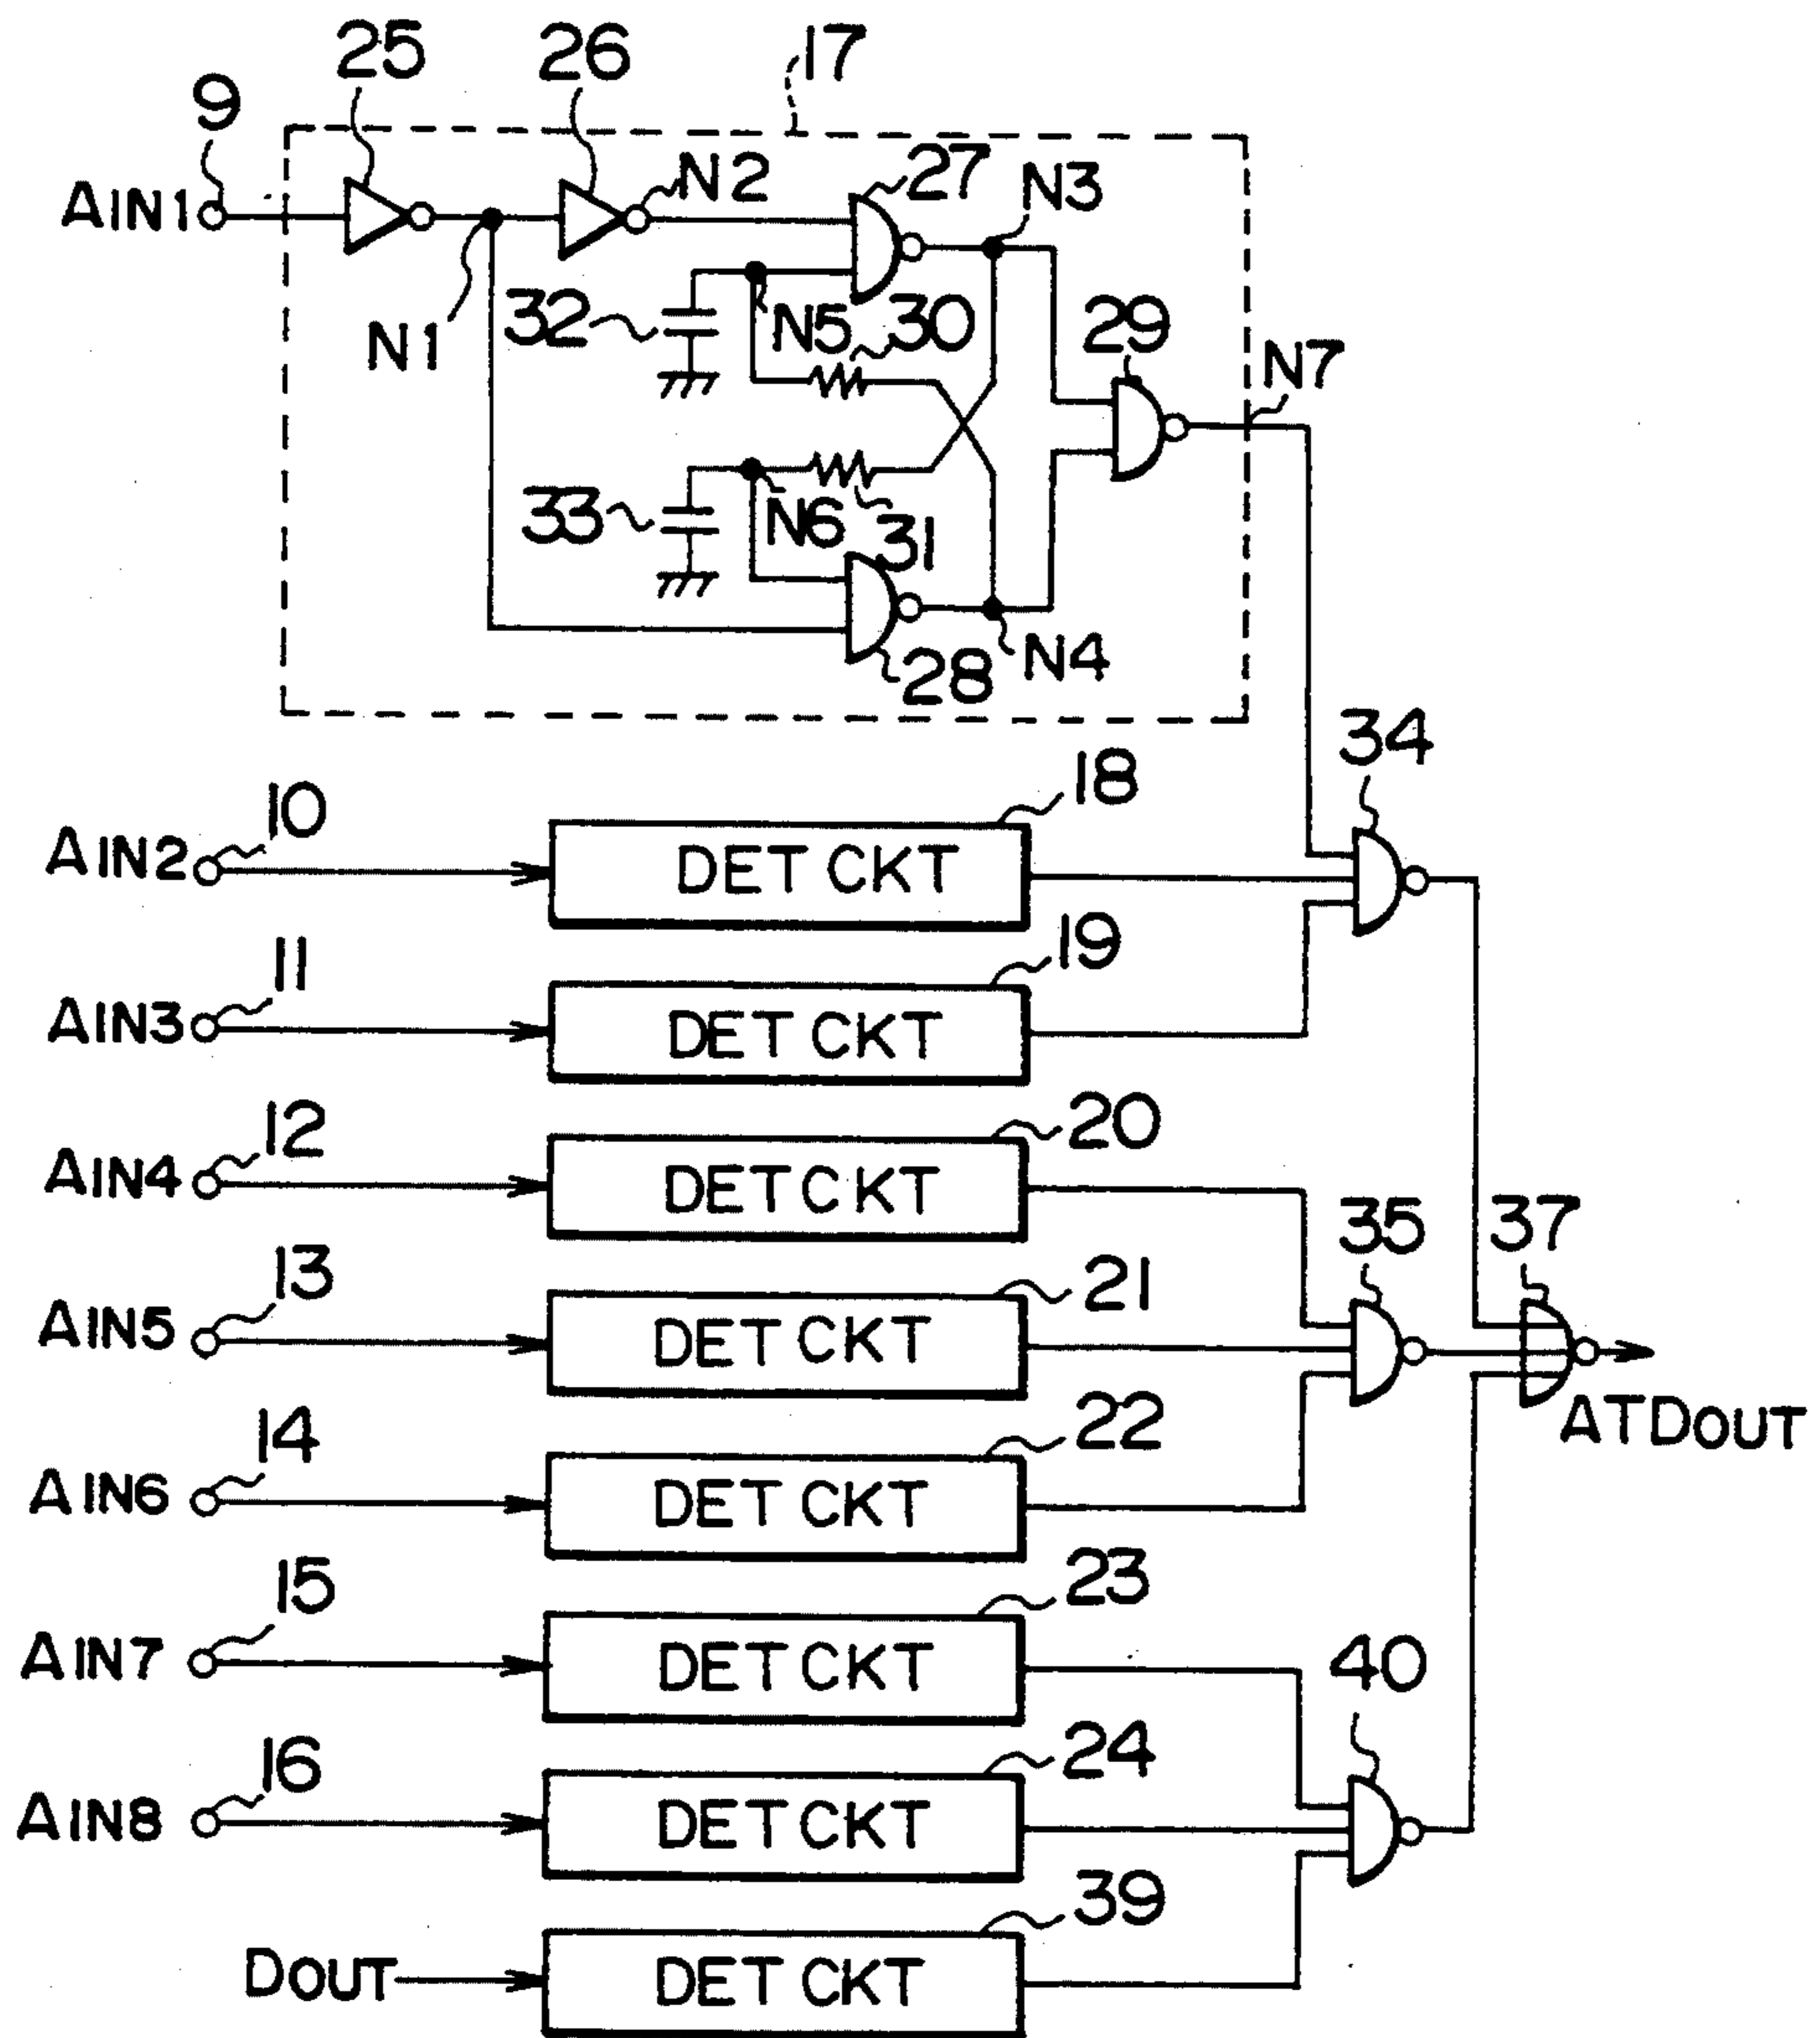 25
26
17
9
AIN1
N2
27
N3
N1
32
N5
30
29
N7
33
N6
31
28
N4
34
AIN2
10
DET CKT
18
AIN3
11
DET CKT
19
AIN4
12
DET CKT
20
35
37
AIN5
13
DET CKT
21
ATDOUT
AIN6
14
DET CKT
22
AIN7
15
DET CKT
23
40
AIN8
16
DET CKT
24
DOUT
DET CKT
39